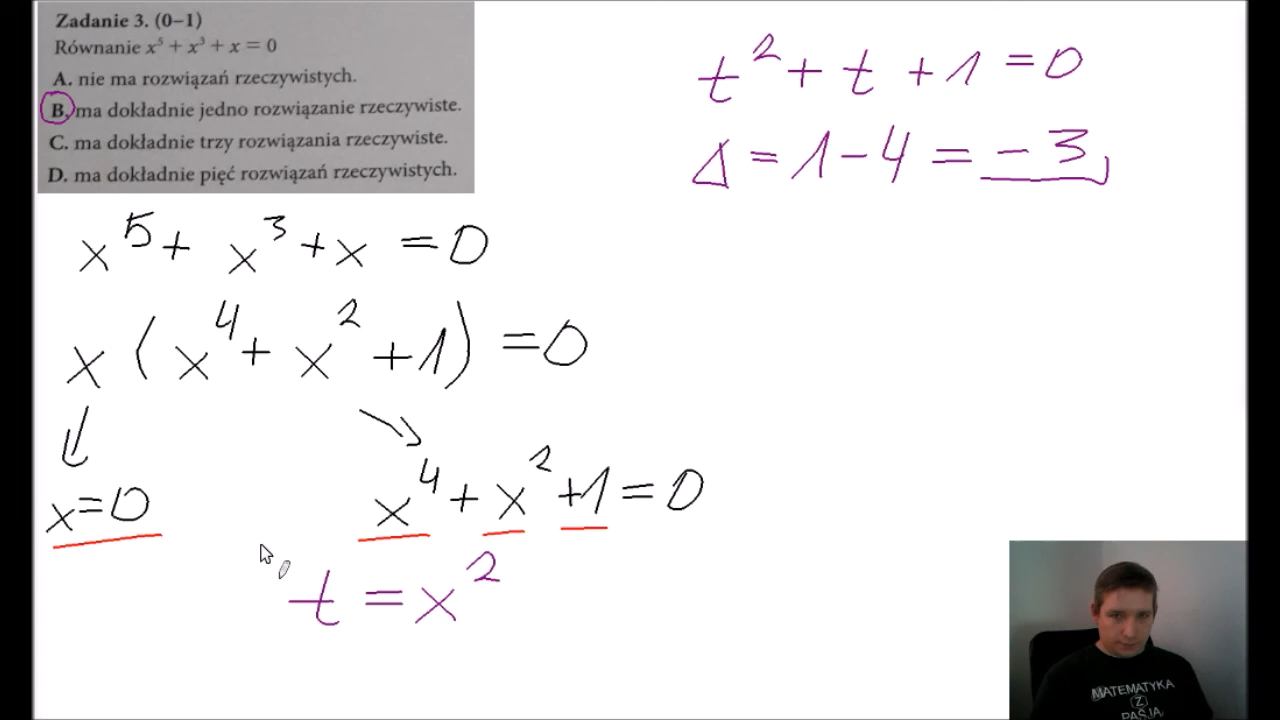 Zadanie 3. (0–1)
Równanie x⁵ + x³ + x = 0
A. nie ma rozwiązań rzeczywistych.
B. ma dokładnie jedno rozwiązanie rzeczywiste.
C. ma dokładnie trzy rozwiązania rzeczywiste.
D. ma dokładnie pięć rozwiązań rzeczywistych.
x⁵ + x³ + x = 0
x (x⁴ + x² + 1) = 0
x = 0
x⁴ + x² + 1 = 0
t = x²
t² + t + 1 = 0
Δ = 1 - 4 = -3
MATEMATYKA
Z
PASJĄ